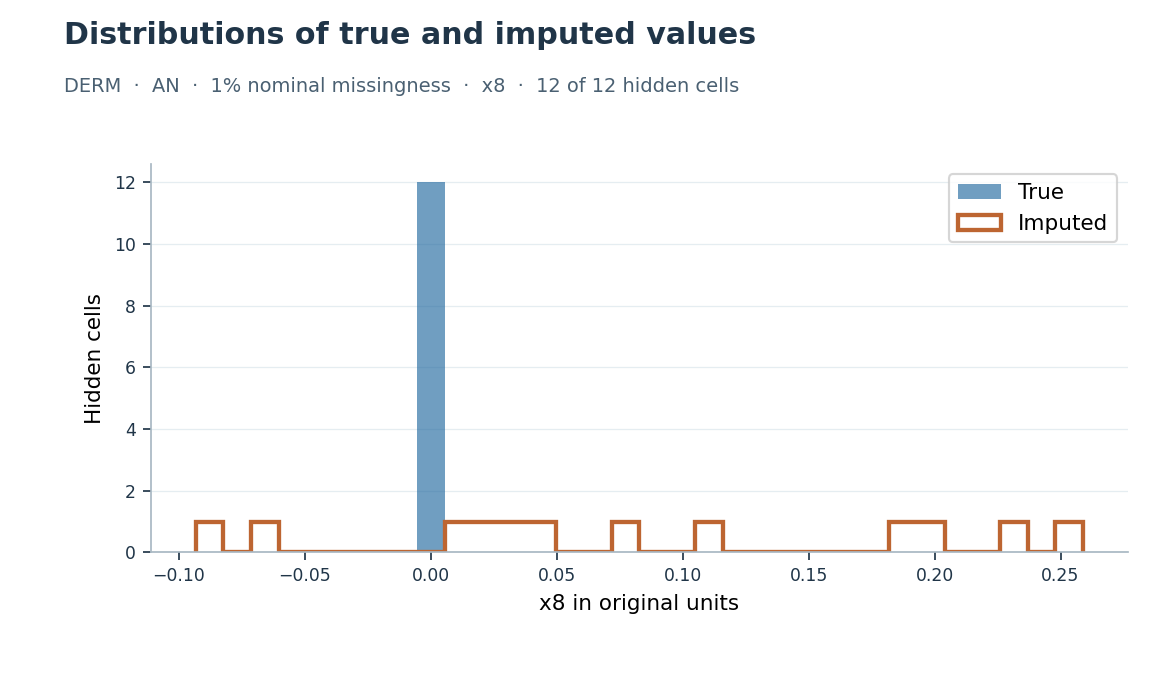 Distributions of true and imputed values
DERM · AN · 1% nominal missingness · x8 · 12 of 12 hidden cells
12
10
8
6
4
2
0
Hidden cells
True
Imputed
−0.10
−0.05
0.00
0.05
0.10
0.15
0.20
0.25
x8 in original units